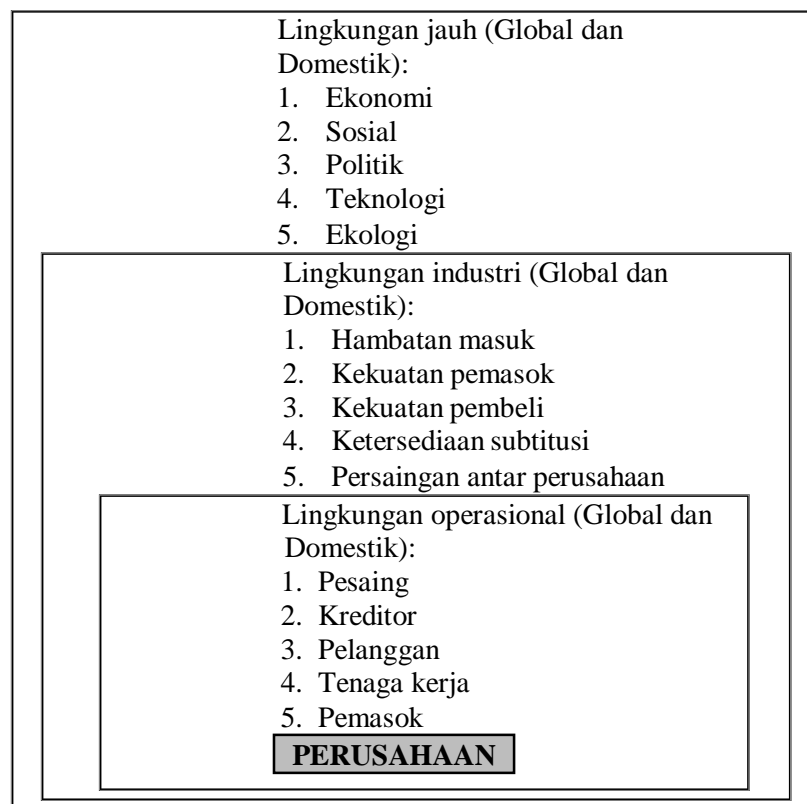 Lingkungan jauh (Global dan
Domestik):
1. Ekonomi
2. Sosial
3. Politik
4. Teknologi
5. Ekologi
Lingkungan industri (Global dan
Domestik):
1. Hambatan masuk
2. Kekuatan pemasok
3. Kekuatan pembeli
4. Ketersediaan subtitusi
5. Persaingan antar perusahaan
Lingkungan operasional (Global dan
Domestik):
1. Pesaing
2. Kreditor
3. Pelanggan
4. Tenaga kerja
5. Pemasok
PERUSAHAAN